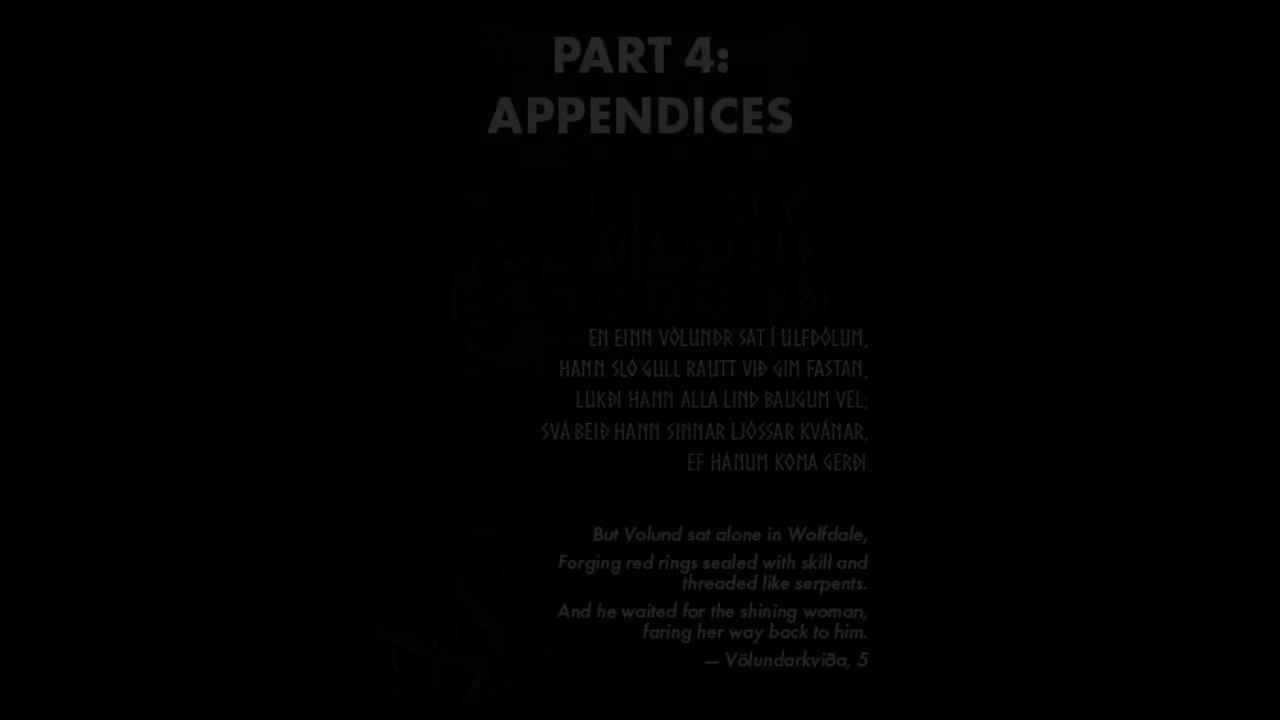 PART 4:
APPENDICES
EN EINN VÖLUNDR SAT Í ULFDÖLUM,
HANN SLÓ GULL RAUTT VIÐ GIM FASTAN,
LUKÐI HANN ALLA LIND BAUGUM VEL;
SVÁ BEIÐ HANN SINNAR LJÓSSAR KVÁNAR,
EF HÁNUM KOMA GERÐI
But Volund sat alone in Wolfdale,
Forging red rings sealed with skill and
threaded like serpents.
And he waited for the shining woman,
faring her way back to him.
— Völundarkviða, 5